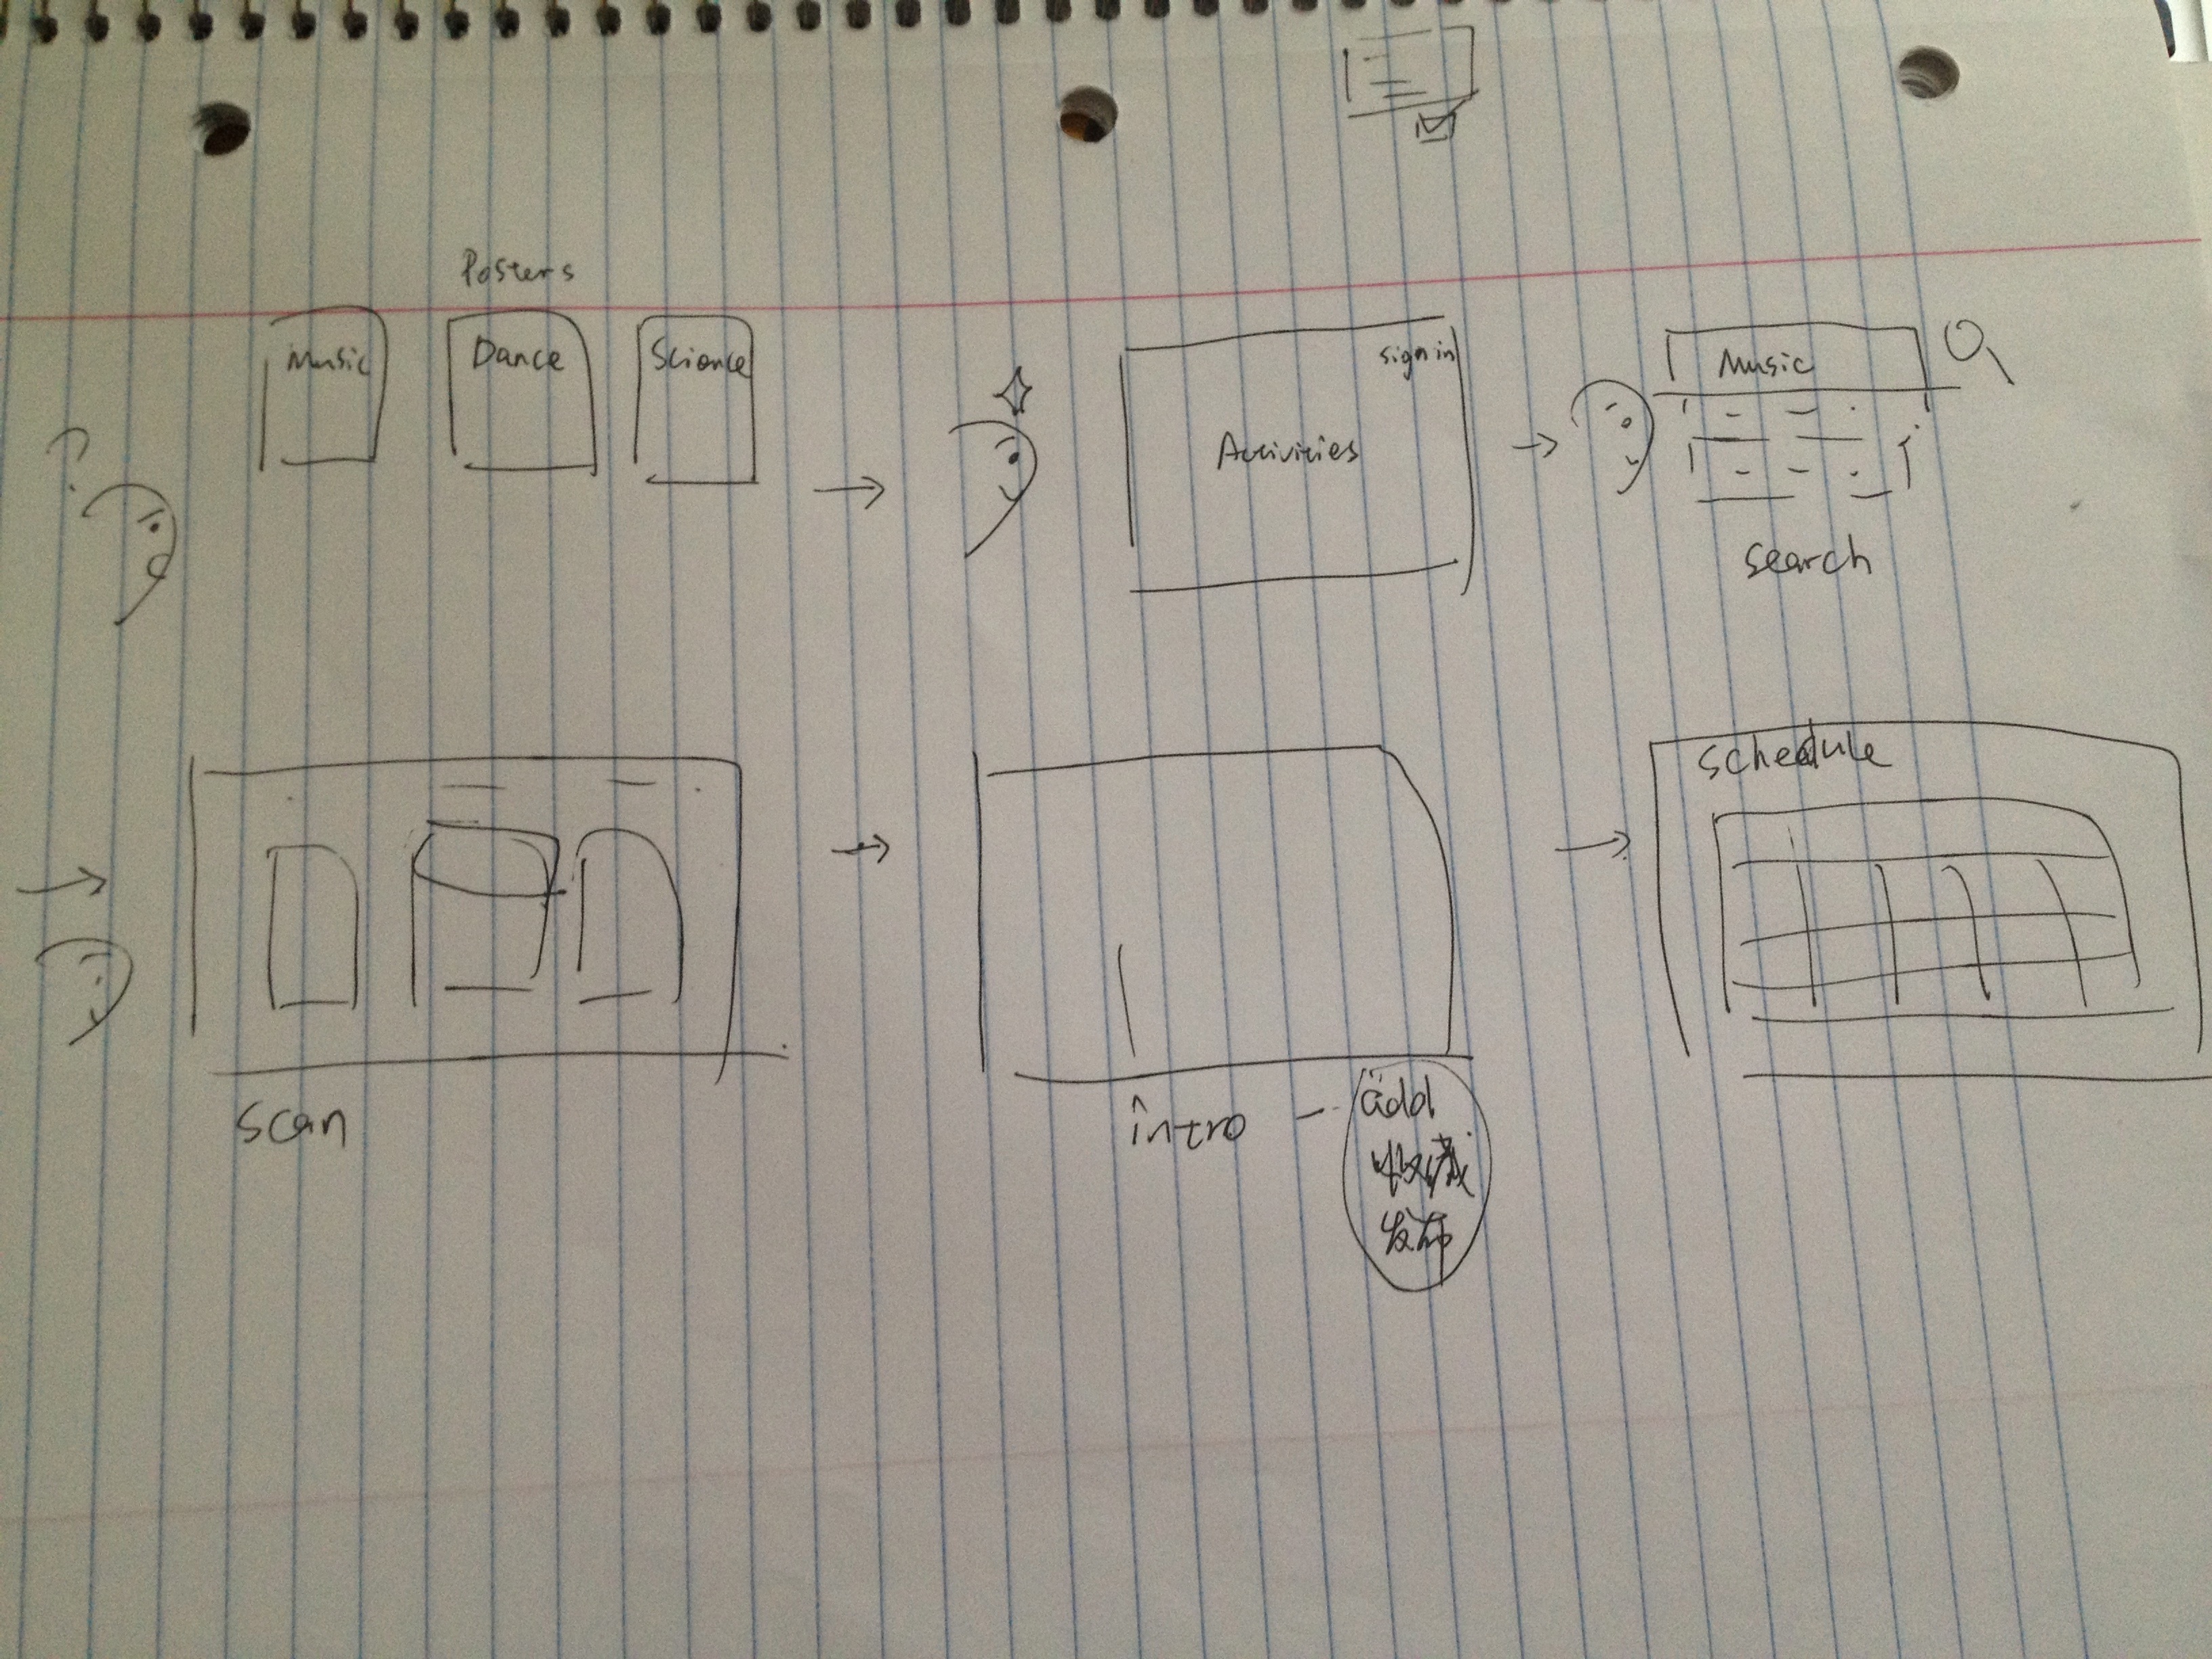 Posters
Music
Dance
Science
sign in
Activities
Music
search
schedule
scan
intro
add
收藏
发布